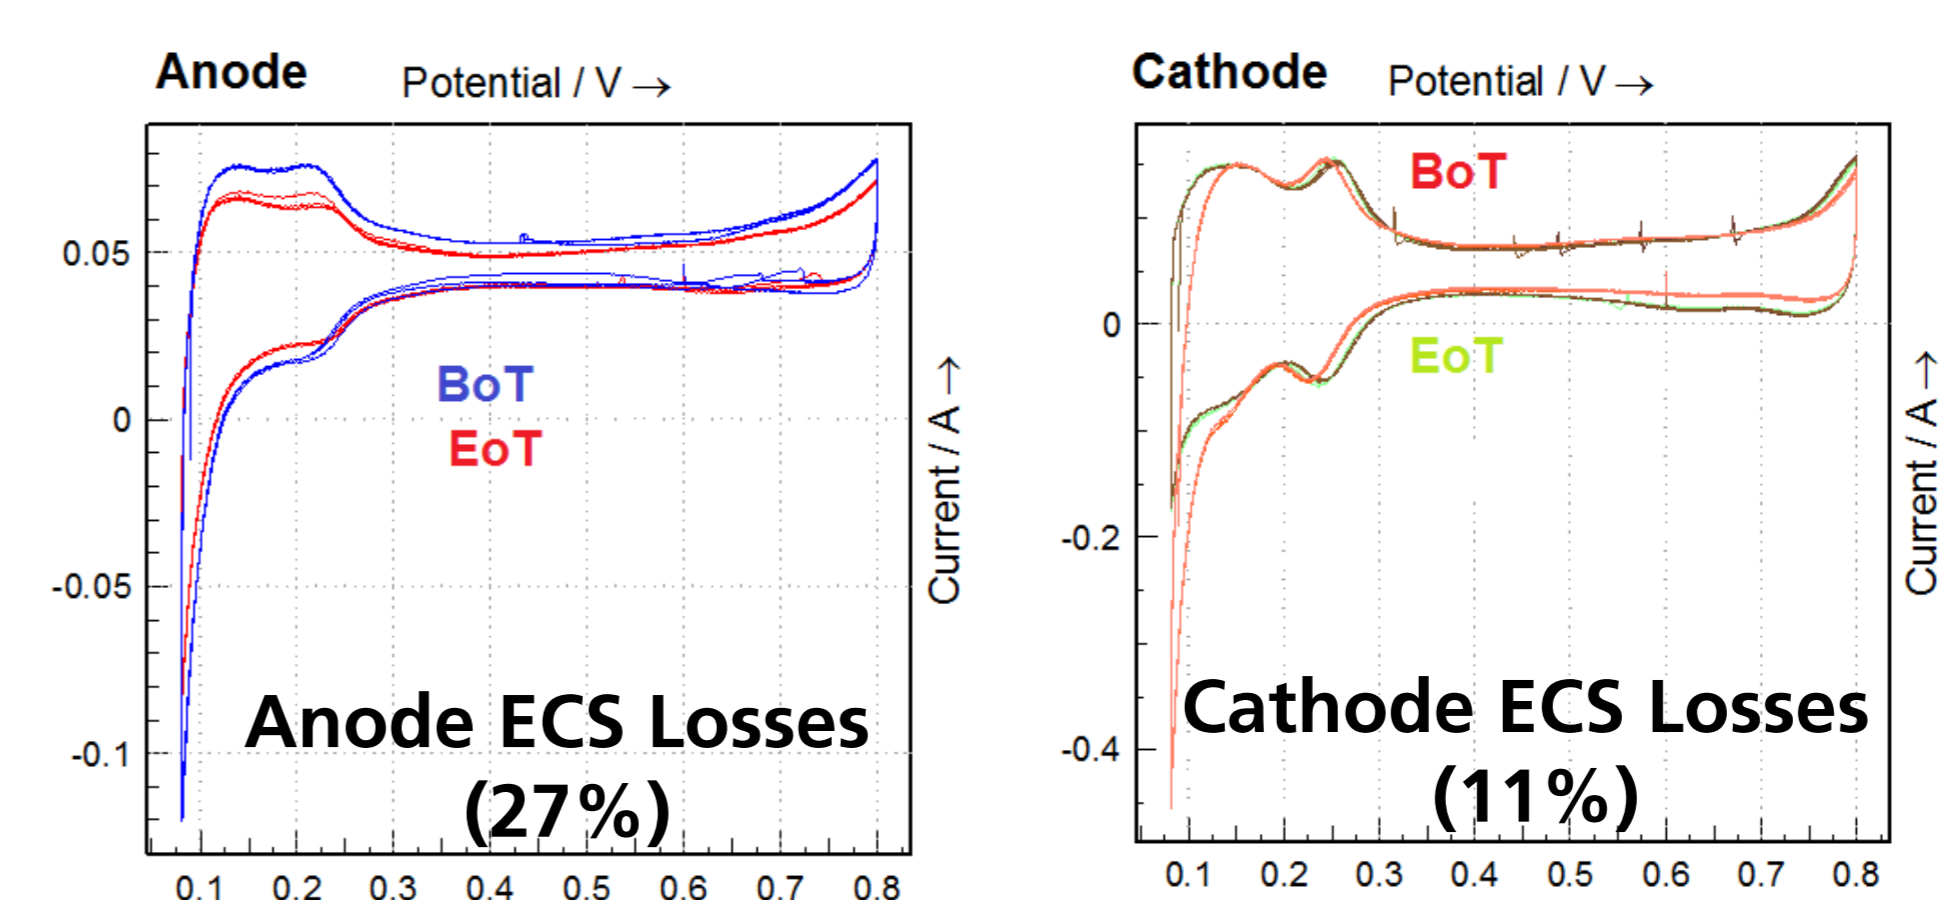 Anode
Potential / V →
0.05
0
-0.05
-0.1
BoT
EoT
Anode ECS Losses
(27%)
0.1 0.2 0.3 0.4 0.5 0.6 0.7 0.8
Current / A →
Cathode
Potential / V →
0
-0.2
-0.4
BoT
EoT
Cathode ECS Losses
(11%)
0.1 0.2 0.3 0.4 0.5 0.6 0.7 0.8
Current / A →